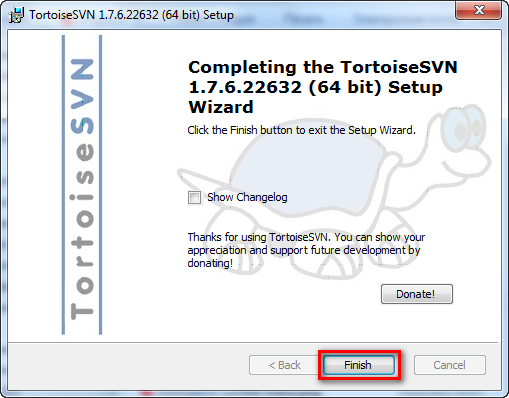 TortoiseSVN 1.7.6.22632 (64 bit) Setup
TortoiseSVN
Completing the TortoiseSVN
1.7.6.22632 (64 bit) Setup
Wizard
Click the Finish button to exit the Setup Wizard.
Show Changelog
Thanks for using TortoiseSVN. You can show your
appreciation and support future development by
donating!
Donate!
< Back
Finish
Cancel